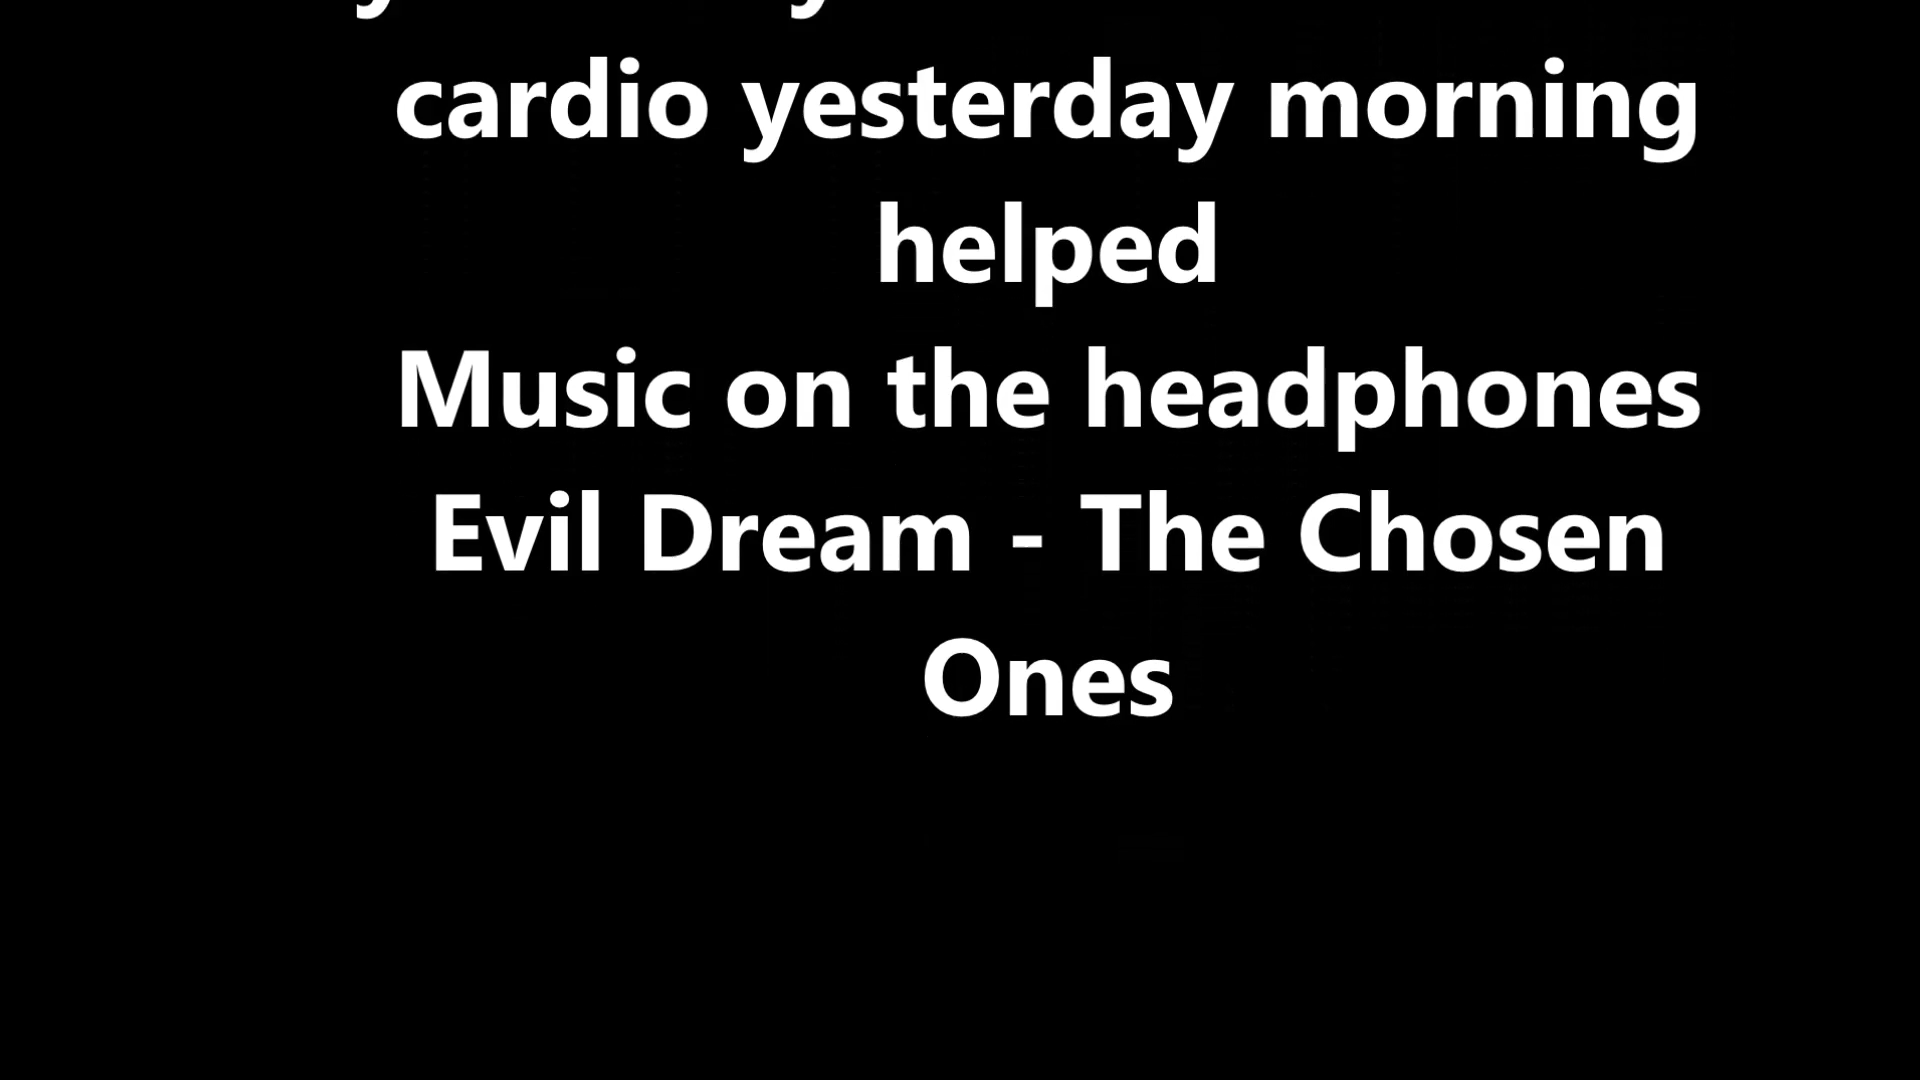 cardio yesterday morning
helped
Music on the headphones
Evil Dream - The Chosen
Ones